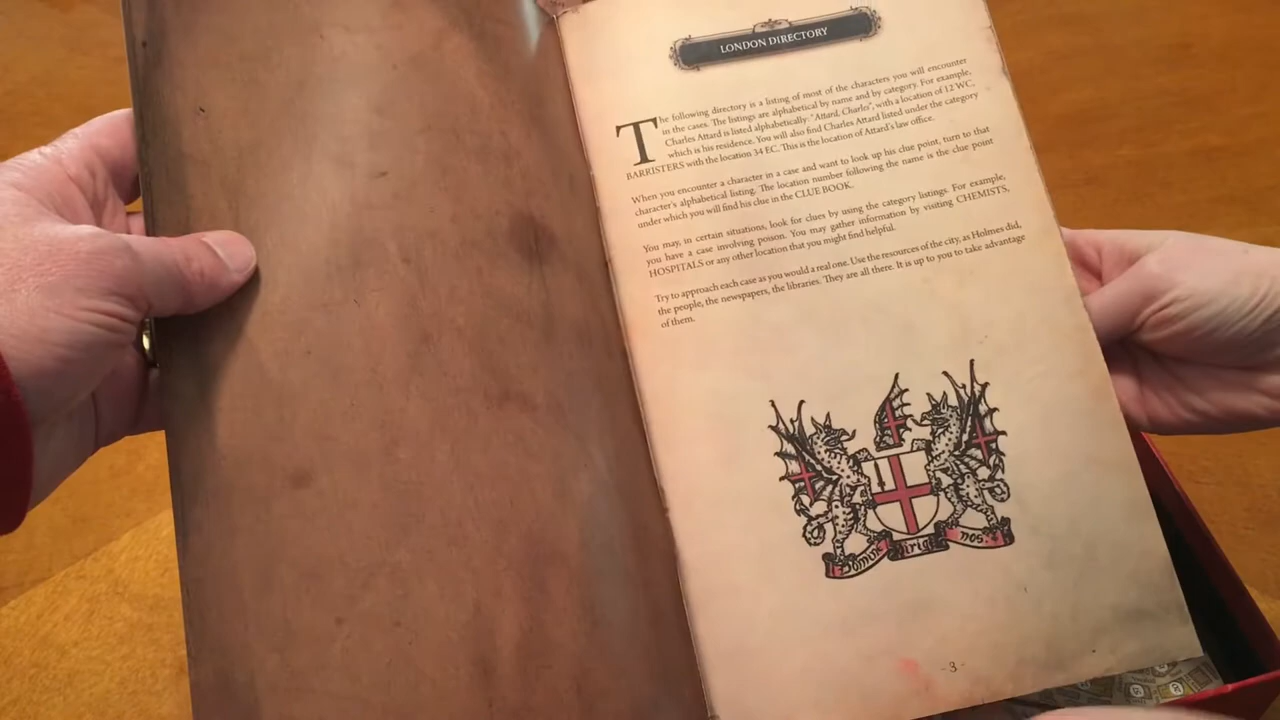 LONDON DIRECTORY
The following directory is a listing of most of the characters you will encounter
in the cases. The listings are alphabetical by name and by category. For example,
Charles Attard is listed alphabetically: "Attard, Charles", with a location of 12 WC,
which is his residence. You will also find Charles Attard listed under the category
BARRISTERS with the location 34 EC. This is the location of Attard's law office.
When you encounter a character in a case and want to look up his clue point, turn to that
character's alphabetical listing. The location number following the name is the clue point
under which you will find his clue in the CLUE BOOK.
You may, in certain situations, look for clues by using the category listings. For example,
you have a case involving poison. You may gather information by visiting CHEMISTS,
HOSPITALS or any other location that you might find helpful.
Try to approach each case as you would a real one. Use the resources of the city, as Holmes did,
the people, the newspapers, the libraries. They are all there. It is up to you to take advantage
of them.
Domine dirige nos.
- 3 -